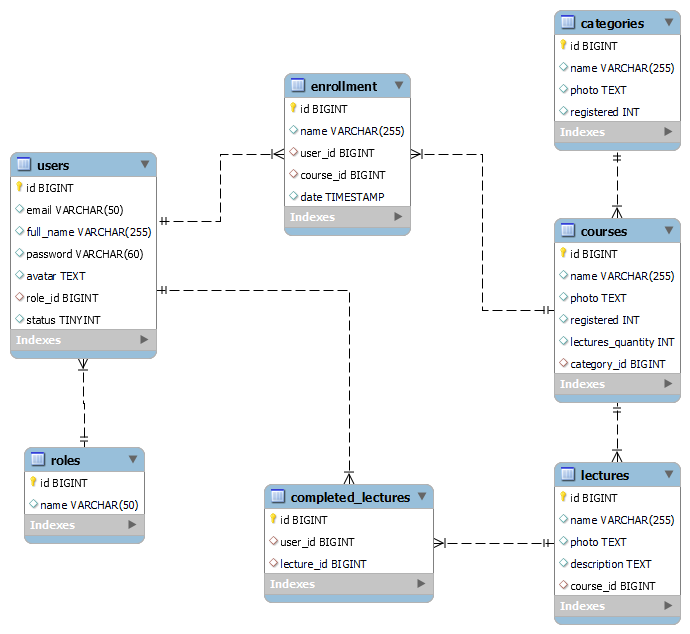 categories
id BIGINT
name VARCHAR(255)
photo TEXT
registered INT
Indexes
enrollment
id BIGINT
name VARCHAR(255)
user_id BIGINT
course_id BIGINT
date TIMESTAMP
Indexes
users
id BIGINT
email VARCHAR(50)
full_name VARCHAR(255)
password VARCHAR(60)
avatar TEXT
role_id BIGINT
status TINYINT
Indexes
courses
id BIGINT
name VARCHAR(255)
photo TEXT
registered INT
lectures_quantity INT
category_id BIGINT
Indexes
roles
id BIGINT
name VARCHAR(50)
Indexes
completed_lectures
id BIGINT
user_id BIGINT
lecture_id BIGINT
Indexes
lectures
id BIGINT
name VARCHAR(255)
photo TEXT
description TEXT
course_id BIGINT
Indexes